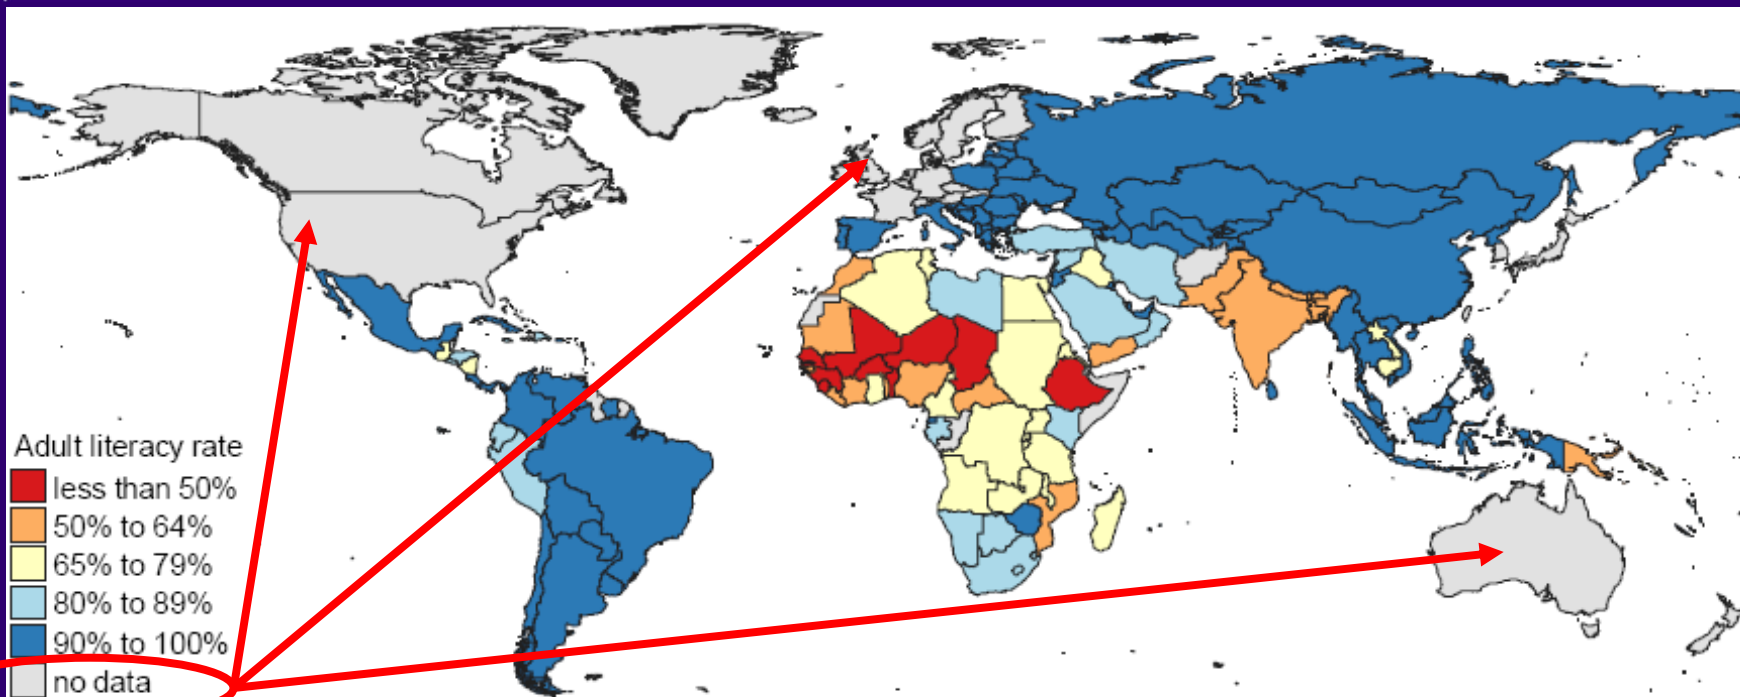 Adult literacy rate
less than 50%
50% to 64%
65% to 79%
80% to 89%
90% to 100%
no data